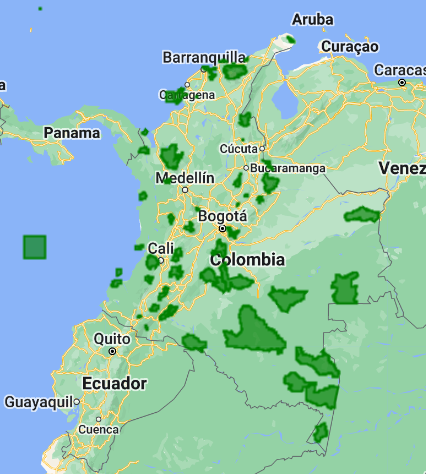 Aruba
Curaçao
Barranquilla
Caracas
Cartagena
a
Panama
Cúcuta
Bucaramanga
Venez
Medellín
Bogotá
Cali
Colombia
Quito
Ecuador
Guayaquil
Cuenca